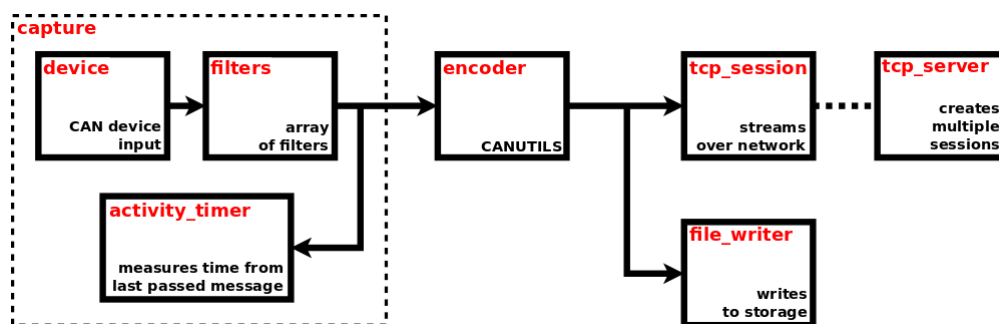 capture
device
CAN device
input
filters
array
of filters
encoder
CANUTILS
tcp_session
streams
over network
tcp_server
creates
multiple
sessions
activity_timer
measures time from
last passed message
file_writer
writes
to storage